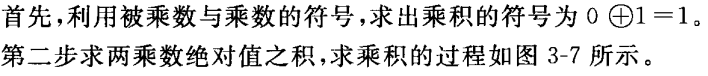 首先,利用被乘数与乘数的符号,求出乘积的符号为 0 ⊕1=1。
第二步求两乘数绝对值之积,求乘积的过程如图 3-7 所示。